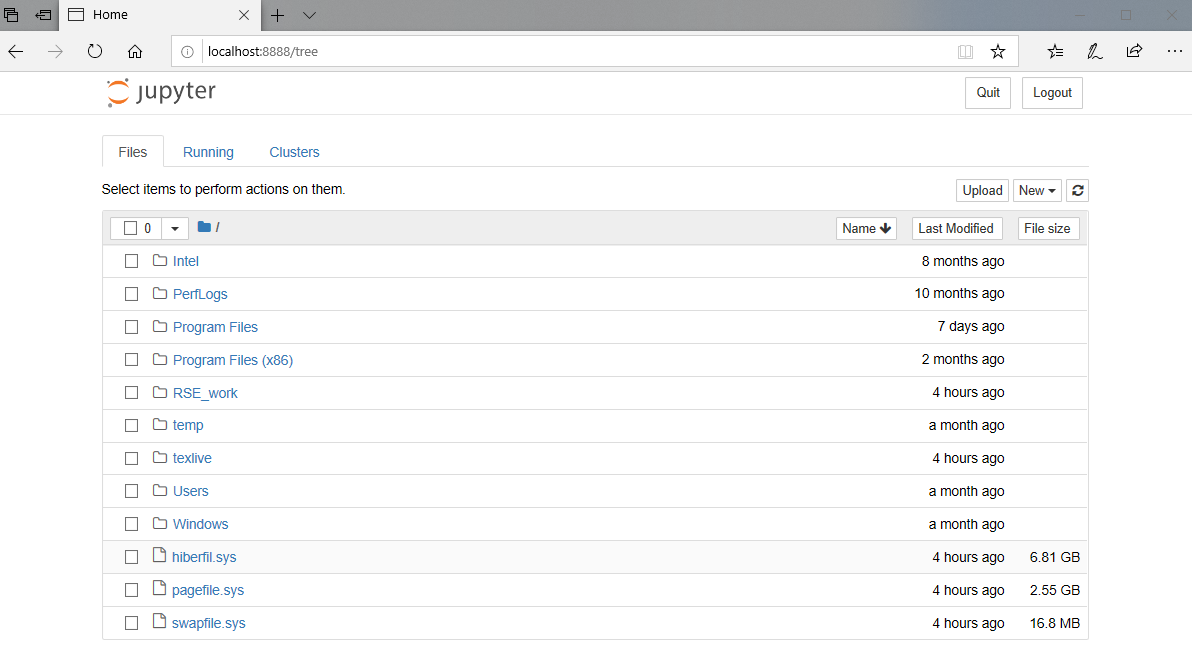 Home
localhost:8888/tree
jupyter
Quit Logout
Files Running Clusters
Select items to perform actions on them.
Upload New
0 / Name Last Modified File size
Intel 8 months ago
PerfLogs 10 months ago
Program Files 7 days ago
Program Files (x86) 2 months ago
RSE_work 4 hours ago
temp a month ago
texlive 4 hours ago
Users a month ago
Windows a month ago
hiberfil.sys 4 hours ago 6.81 GB
pagefile.sys 4 hours ago 2.55 GB
swapfile.sys 4 hours ago 16.8 MB